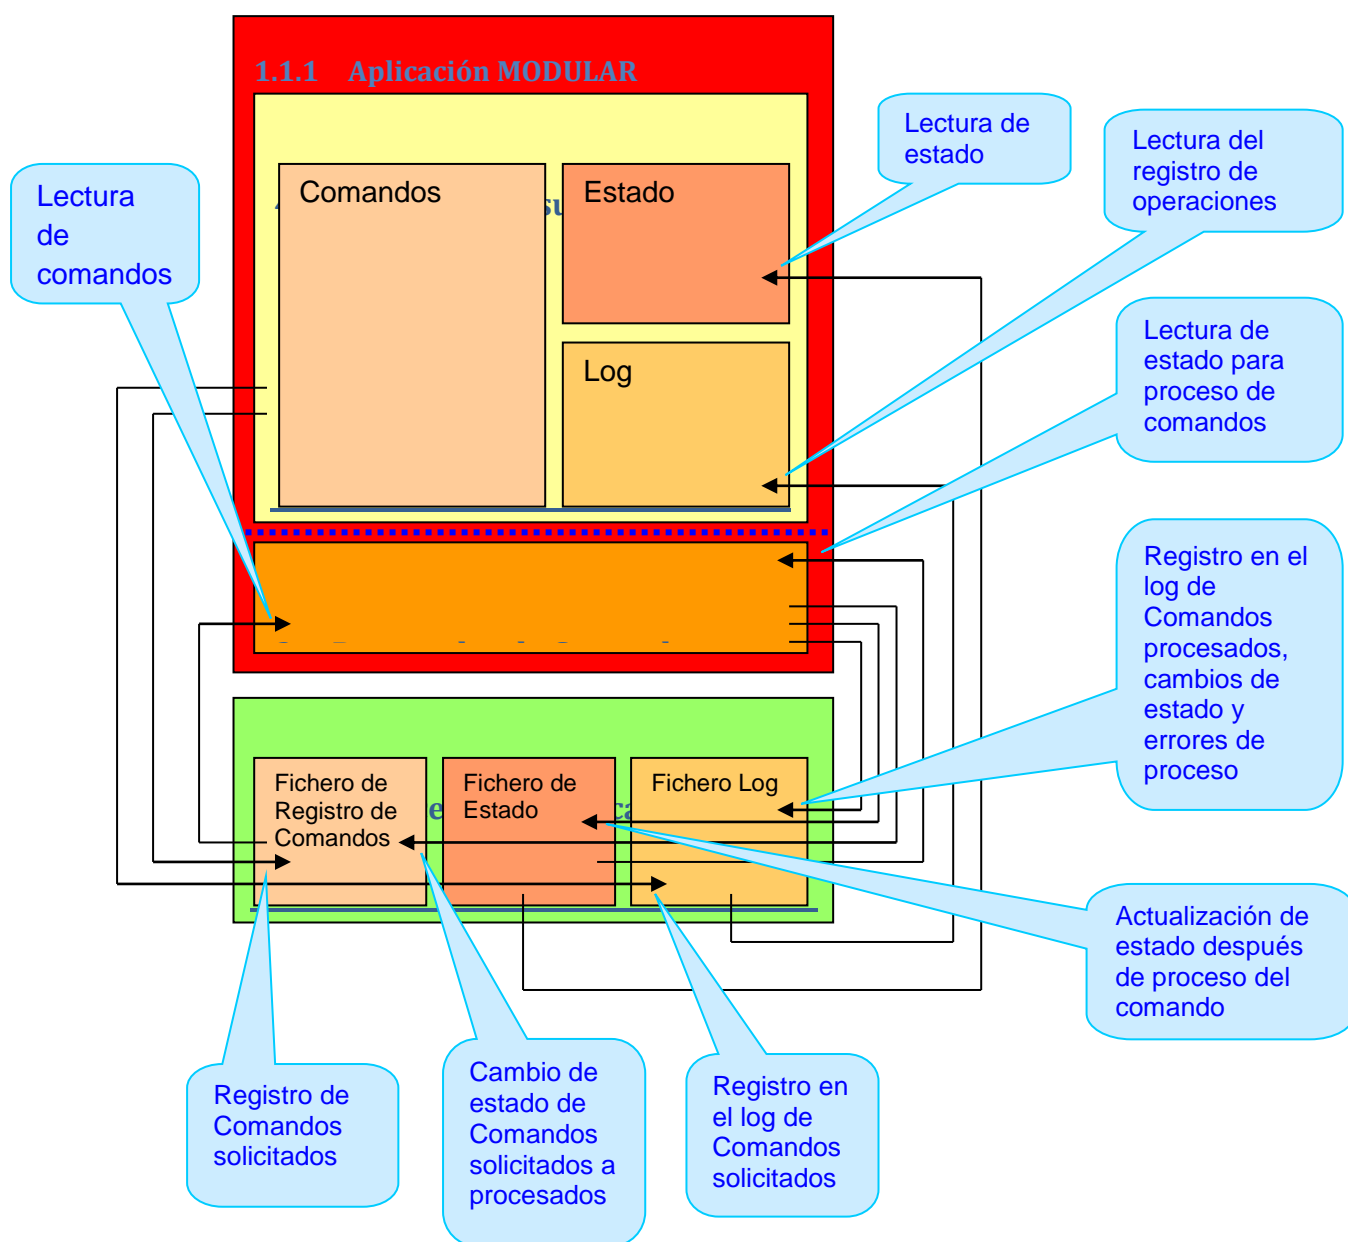 1.1.1 Aplicación MODULAR
Lectura de
estado
Lectura del
registro de
operaciones
Lectura
de
comandos
Comandos
Estado
Log
Lectura de
estado para
proceso de
comandos
Registro en el
log de
Comandos
procesados,
cambios de
estado y
errores de
proceso
Fichero de
Registro de
Comandos
Fichero de
Estado
Fichero Log
Actualización de
estado después
de proceso del
comando
Registro de
Comandos
solicitados
Cambio de
estado de
Comandos
solicitados a
procesados
Registro en
el log de
Comandos
solicitados